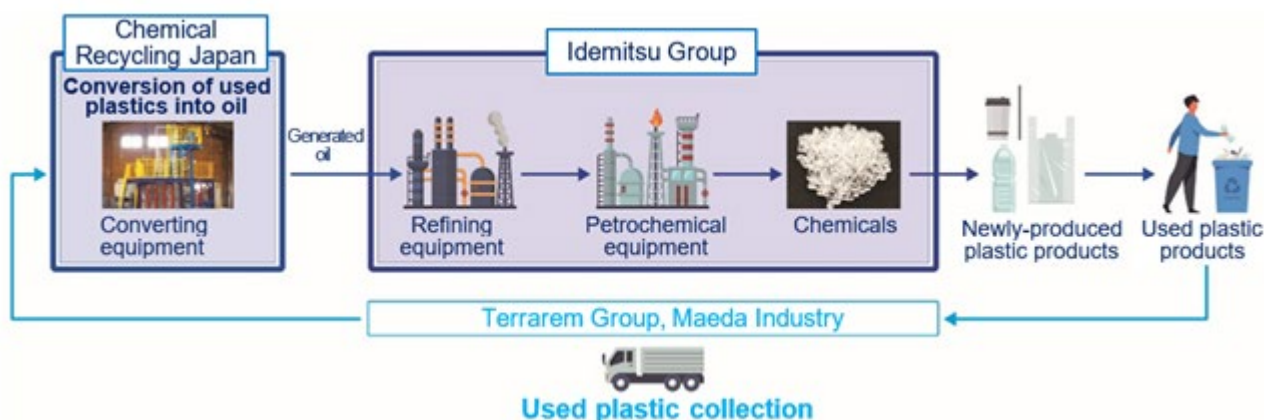 Chemical
Recycling Japan
Conversion of used
plastics into oil
Converting
equipment
Generated
oil
Idemitsu Group
Refining
equipment
Petrochemical
equipment
Chemicals
Newly-produced
plastic products
Used plastic
products
Terrarem Group, Maeda Industry
Used plastic collection